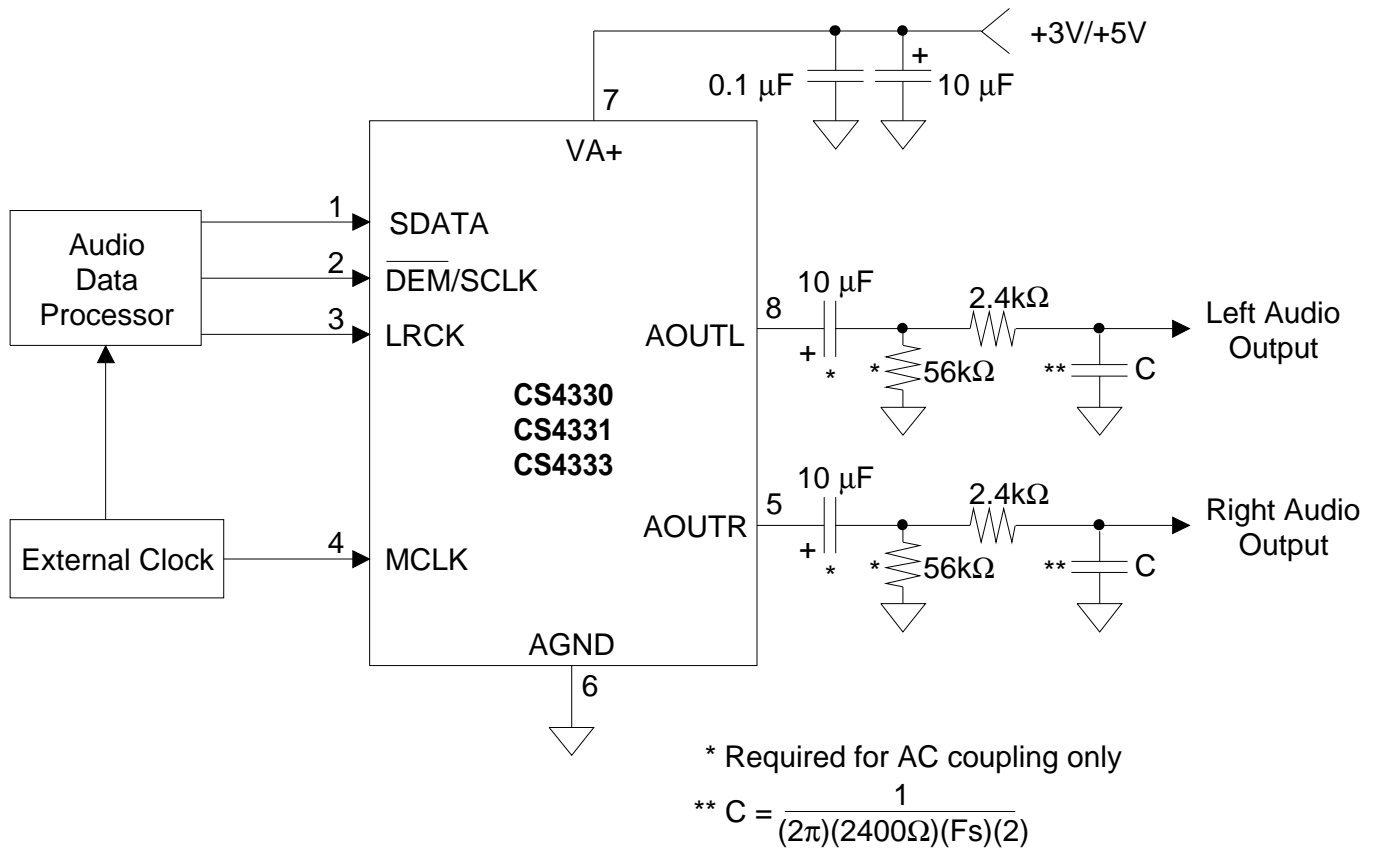 +3V/+5V
+
0.1 μF
10 μF
7
VA+
1
SDATA
Audio
Data
Processor
2
DEM/SCLK
3
LRCK
10 μF
8
AOUTL
+
*
*
56kΩ
2.4kΩ
**
C
Left Audio
Output
CS4330
CS4331
CS4333
10 μF
5
AOUTR
+
*
*
56kΩ
2.4kΩ
**
C
Right Audio
Output
External Clock
4
MCLK
AGND
6
* Required for AC coupling only
** C = 1
(2π)(2400Ω)(Fs)(2)